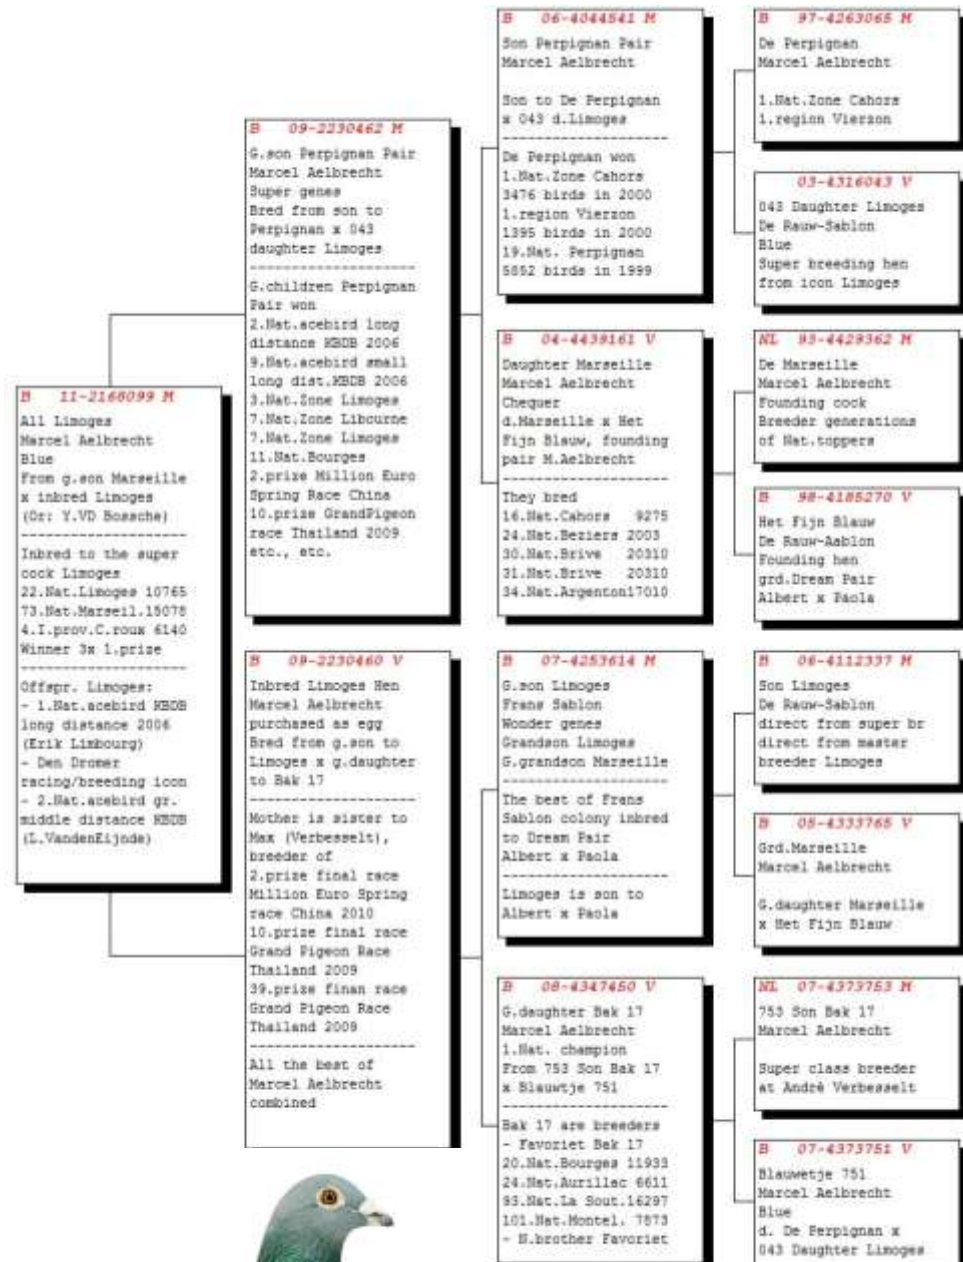 B 11-2168099 M
All Limoges
Marcel Aelbrecht
Blue
From g.son Marseille
x inbred Limoges
(Or: Y.VD Bossche)
--------------------
Inbred to the super
cock Limoges
22.Nat.Limoges 10765
73.Nat.Marseil.15078
4.I.prov.C.roux 6140
Winner 3x 1.prize
--------------------
Offspr. Limoges:
- 1.Nat.acebird KBDB
long distance 2006
(Erik Limbourg)
- Den Dromer
racing/breeding icon
- 2.Nat.acebird gr.
middle distance KBDB
(L.VandenEijnde)
B 09-2230462 M
G.son Perpignan Pair
Marcel Aelbrecht
Super genes
Bred from son to
Perpignan x 043
daughter Limoges
--------------------
G.children Perpignan
Pair won
2.Nat.acebird long
distance KBDB 2006
9.Nat.acebird small
long dist.KBDB 2006
3.Nat.Zone Limoges
7.Nat.Zone Libourne
7.Nat.Zone Limoges
11.Nat.Bourges
2.prize Million Euro
Spring Race China
10.prize GrandPigeon
race Thailand 2009
etc., etc.
B 09-2230460 V
Inbred Limoges Hen
Marcel Aelbrecht
purchased as egg
Bred from g.son to
Limoges x g.daughter
to Bak 17
--------------------
Mother is sister to
Max (Verbesselt),
breeder of
2.prize final race
Million Euro Spring
race China 2010
10.prize final race
Grand Pigeon Race
Thailand 2009
39.prize finan race
Grand Pigeon Race
Thailand 2009
--------------------
All the best of
Marcel Aelbrecht
combined
B 06-4044541 M
Son Perpignan Pair
Marcel Aelbrecht
Son to De Perpignan
x 043 d.Limoges
--------------------
De Perpignan won
1.Nat.Zone Cahors
3476 birds in 2000
1.region Vierzon
1395 birds in 2000
19.Nat. Perpignan
5852 birds in 1999
B 04-4439161 V
Daughter Marseille
Marcel Aelbrecht
Chequer
d.Marseille x Het
Fijn Blauw, founding
pair M.Aelbrecht
--------------------
They bred
16.Nat.Cahors 9275
24.Nat.Beziers 2003
30.Nat.Brive 20310
31.Nat.Brive 20310
34.Nat.Argenton17010
B 07-4253614 M
G.son Limoges
Frans Sablon
Wonder genes
Grandson Limoges
G.grandson Marseille
--------------------
The best of Frans
Sablon colony inbred
to Dream Pair
Albert x Paola
--------------------
Limoges is son to
Albert x Paola
B 08-4347450 V
G.daughter Bak 17
Marcel Aelbrecht
1.Nat. champion
From 753 Son Bak 17
x Blauwtje 751
--------------------
Bak 17 are breeders
- Favoriet Bak 17
20.Nat.Bourges 11933
24.Nat.Aurillac 6611
93.Nat.La Sout.16297
101.Nat.Montel. 7873
- N.brother Favoriet
B 97-4263065 M
De Perpignan
Marcel Aelbrecht
1.Nat.Zone Cahors
1.region Vierzon
03-4316043 V
043 Daughter Limoges
De Rauw-Sablon
Blue
Super breeding hen
from icon Limoges
NL 93-4429362 M
De Marseille
Marcel Aelbrecht
Founding cock
Breeder generations
of Nat.toppers
B 98-4185270 V
Het Fijn Blauw
De Rauw-Aablon
Founding hen
grd.Dream Pair
Albert x Paola
B 06-4112337 M
Son Limoges
De Rauw-Sablon
direct from super br
direct from master
breeder Limoges
B 05-4333765 V
Grd.Marseille
Marcel Aelbrecht
G.daughter Marseille
x Het Fijn Blauw
NL 07-4373753 M
753 Son Bak 17
Marcel Aelbrecht
Super class breeder
at Andrè Verbesselt
B 07-4373751 V
Blauwetje 751
Marcel Aelbrecht
Blue
d. De Perpignan x
043 Daughter Limoges